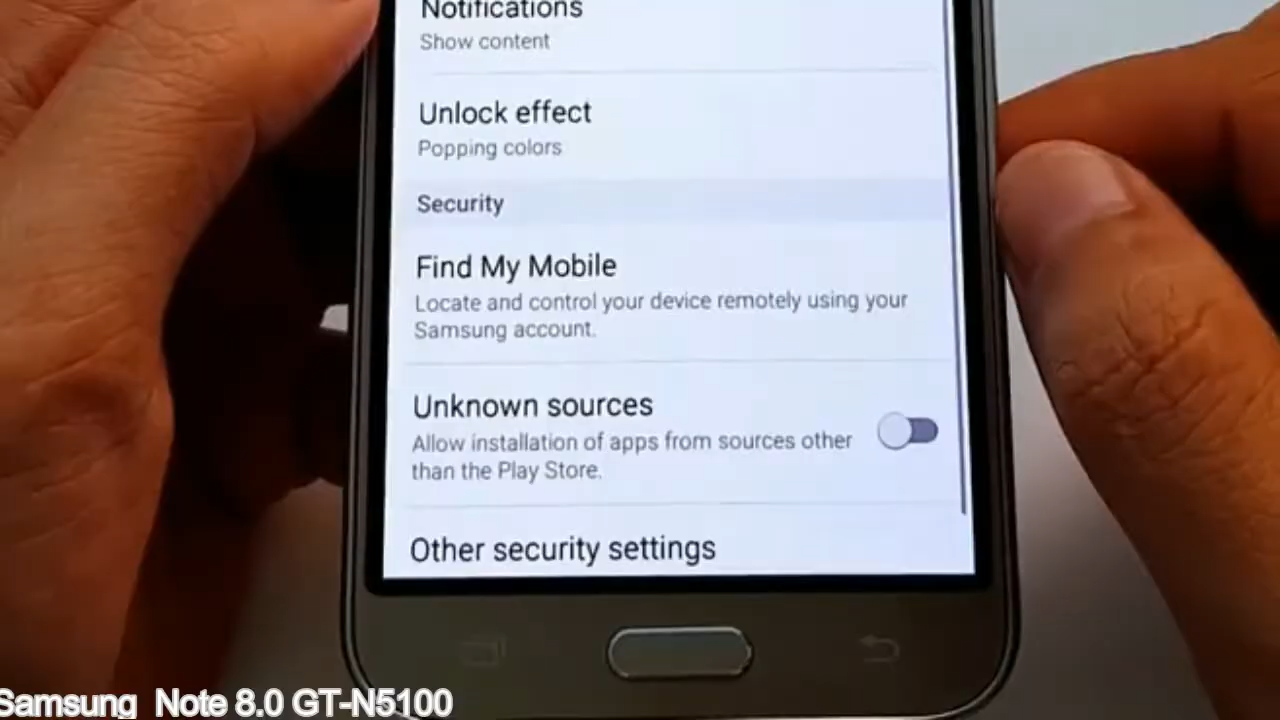 Notifications
Show content
Unlock effect
Popping colors
Security
Find My Mobile
Locate and control your device remotely using your
Samsung account.
Unknown sources
Allow installation of apps from sources other
than the Play Store.
Other security settings
Samsung Note 8.0 GT-N5100